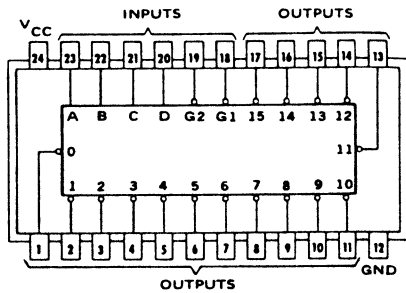 INPUTS OUTPUTS
VCC
24 23 22 21 20 19 18 17 16 15 14 13
A B C D G2 G1 15 14 13 12
0 11
1 2 3 4 5 6 7 8 9 10
1 2 3 4 5 6 7 8 9 10 11 12
OUTPUTS GND